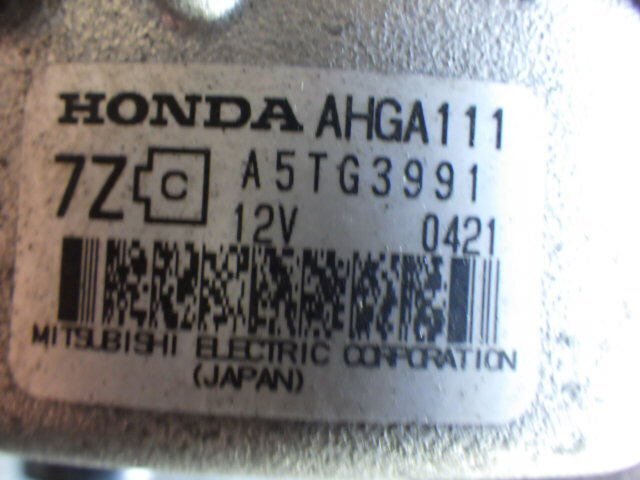 HONDA AHGA111
7Z C A5TG3991
12V 0421
MITSUBISHI ELECTRIC CORPORATION
(JAPAN)